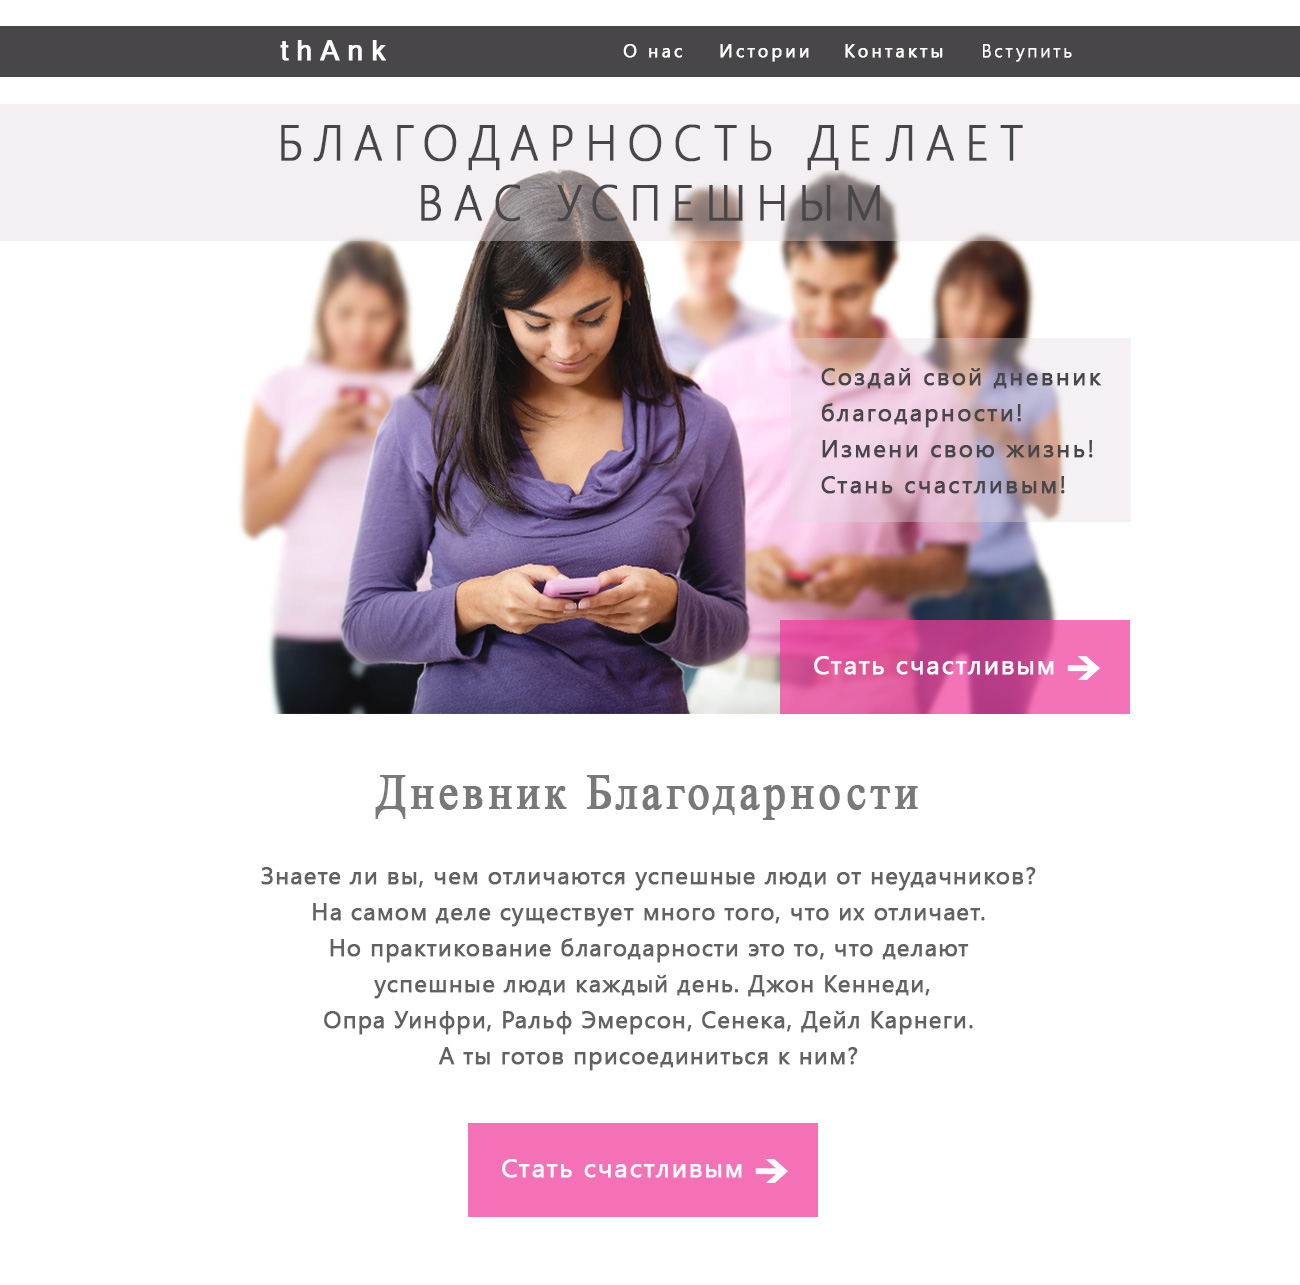 thAnk
О нас Истории Контакты Вступить
БЛАГОДАРНОСТЬ ДЕЛАЕТ
ВАС УСПЕШНЫМ
Создай свой дневник
благодарности!
Измени свою жизнь!
Стань счастливым!
Стать счастливым
Дневник Благодарности
Знаете ли вы, чем отличаются успешные люди от неудачников?
На самом деле существует много того, что их отличает.
Но практикование благодарности это то, что делают
успешные люди каждый день. Джон Кеннеди,
Опра Уинфри, Ральф Эмерсон, Сенека, Дейл Карнеги.
А ты готов присоединиться к ним?
Стать счастливым